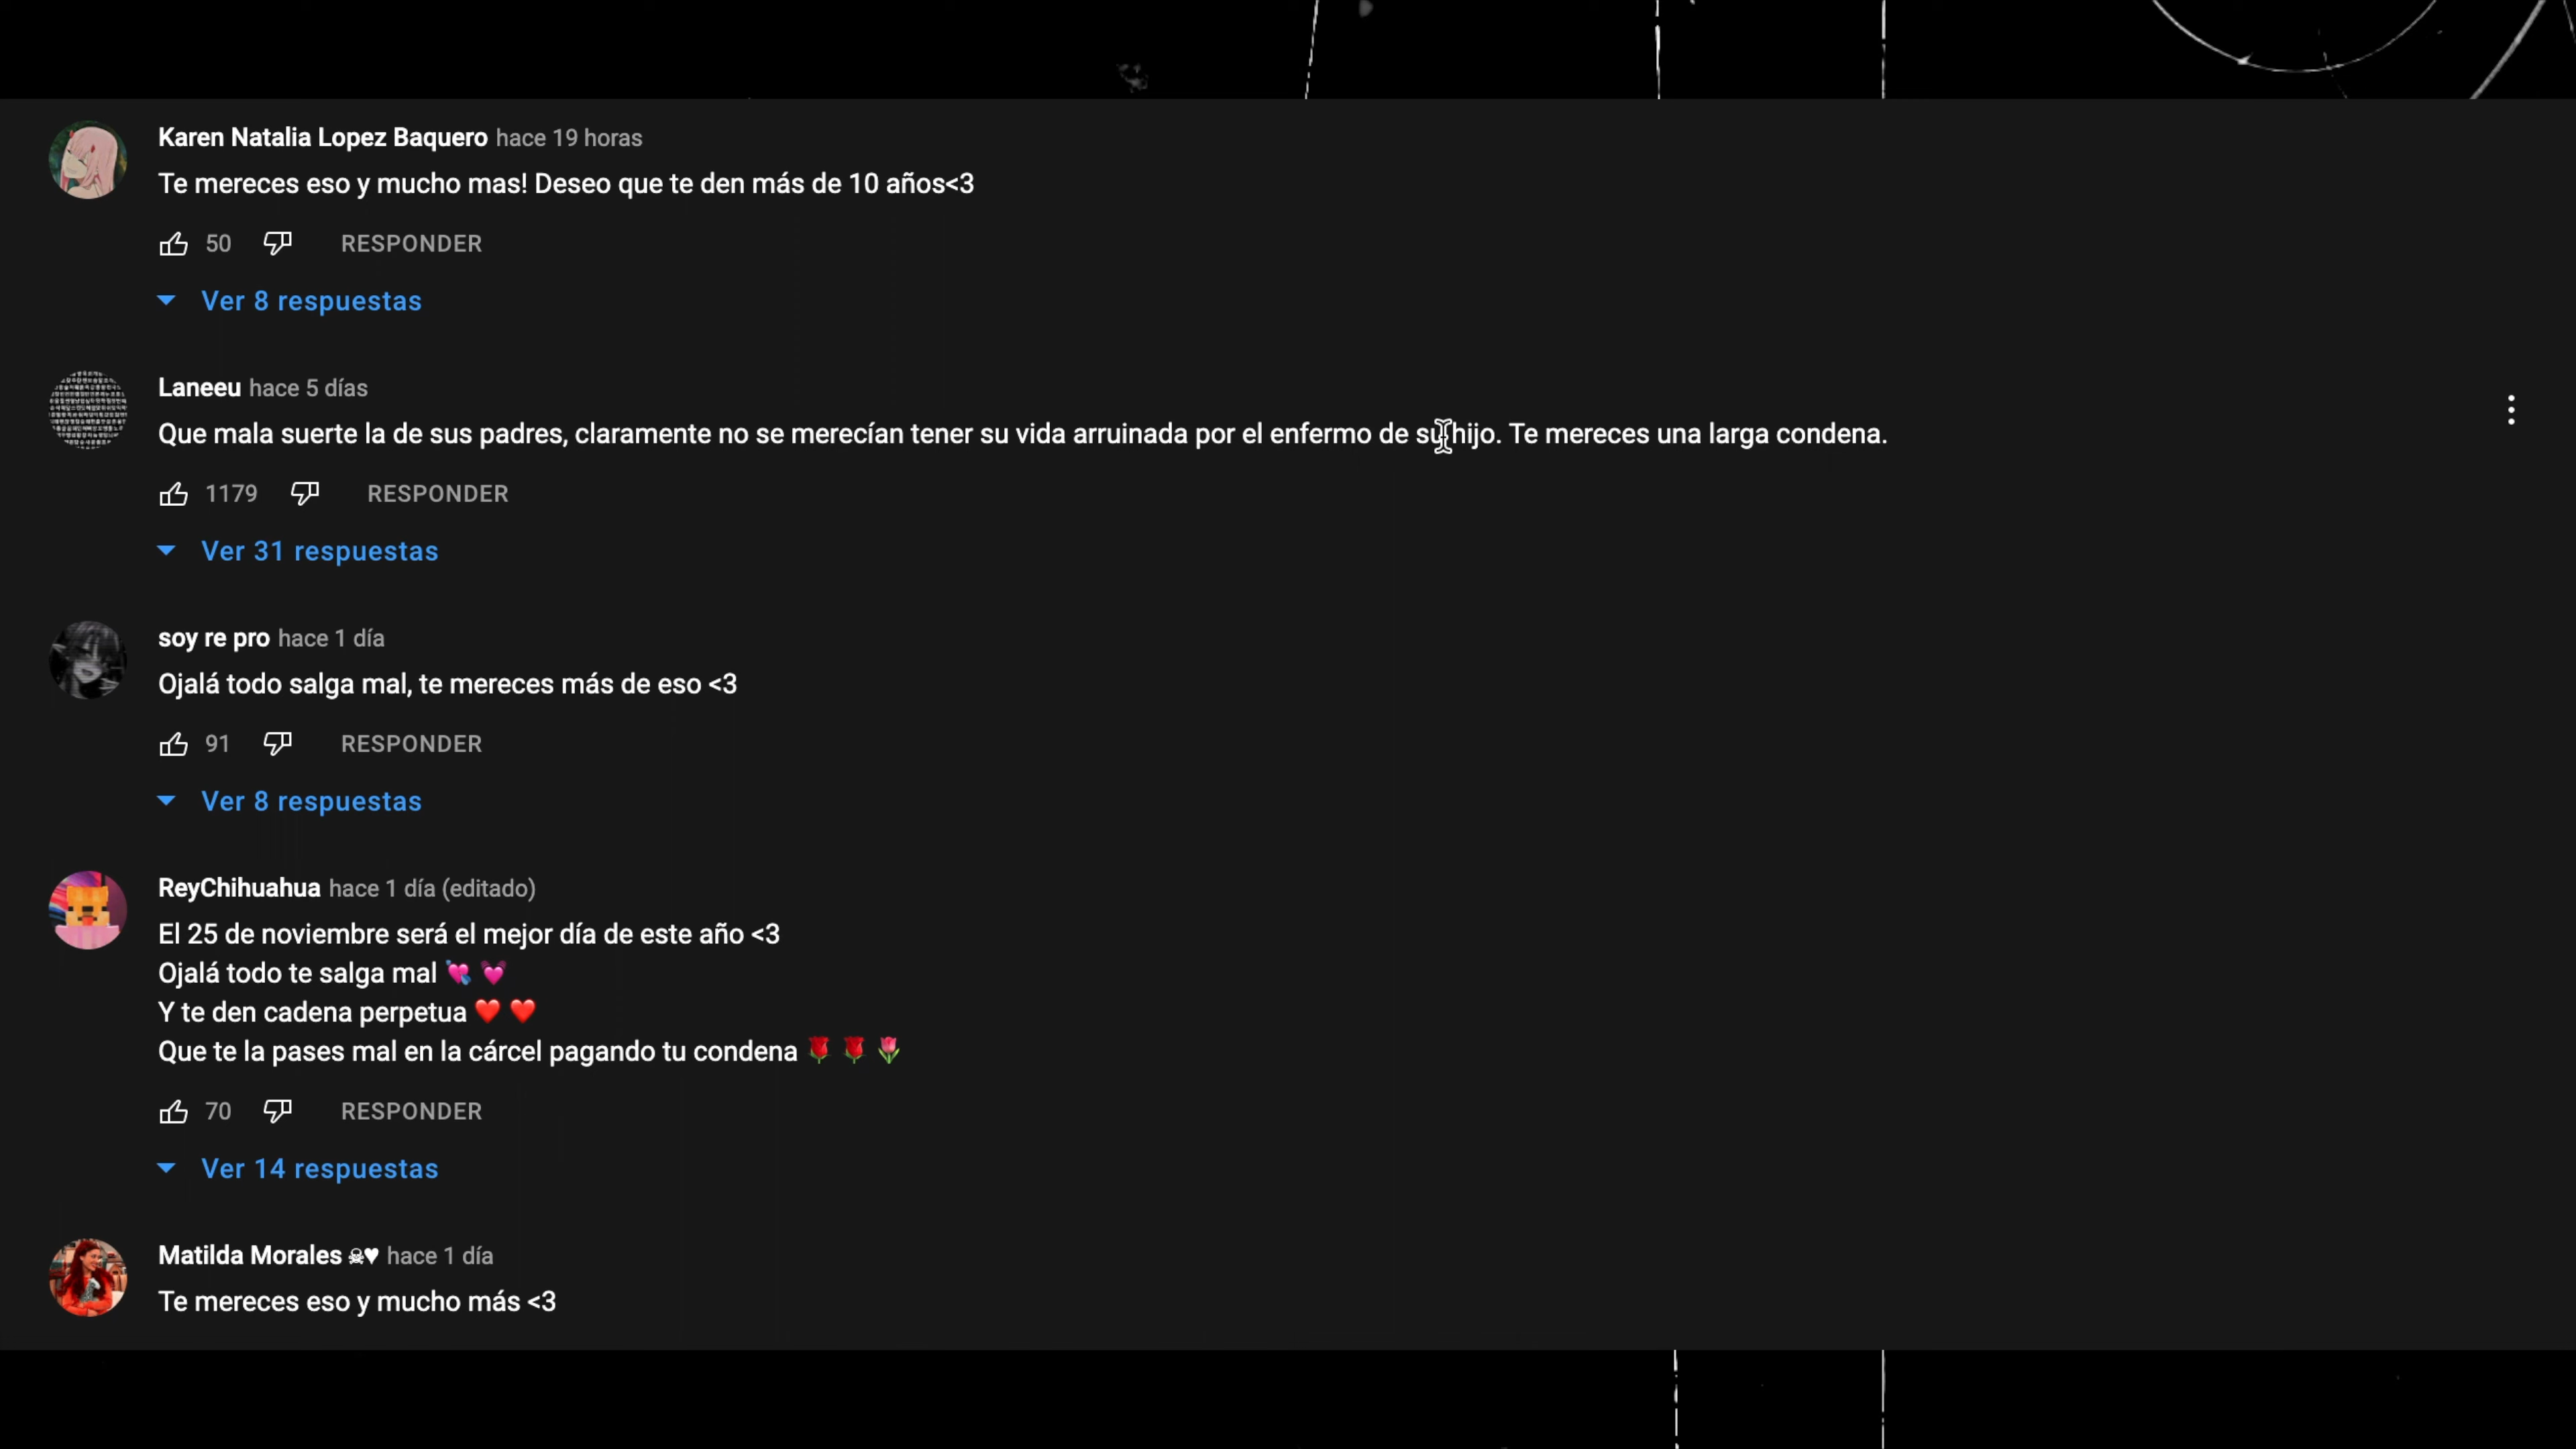 Karen Natalia Lopez Baquero hace 19 horas
Te mereces eso y mucho mas! Deseo que te den más de 10 años<3
50 RESPONDER
Ver 8 respuestas
Laneeu hace 5 días
Que mala suerte la de sus padres, claramente no se merecían tener su vida arruinada por el enfermo de su hijo. Te mereces una larga condena.
1179 RESPONDER
Ver 31 respuestas
soy re pro hace 1 día
Ojalá todo salga mal, te mereces más de eso <3
91 RESPONDER
Ver 8 respuestas
ReyChihuahua hace 1 día (editado)
El 25 de noviembre será el mejor día de este año <3
Ojalá todo te salga mal 💘 💓
Y te den cadena perpetua ❤️ ❤️
Que te la pases mal en la cárcel pagando tu condena 🌹 🌹 🌷
70 RESPONDER
Ver 14 respuestas
Matilda Morales ☠♥ hace 1 día
Te mereces eso y mucho más <3